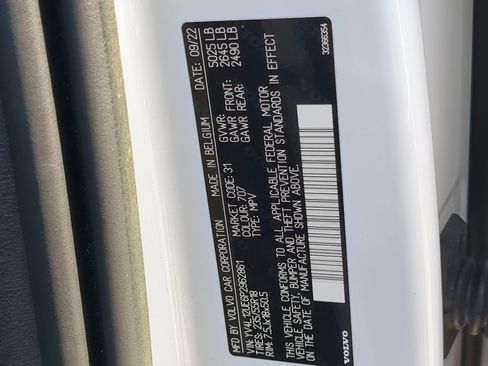 MFD BY VOLVO CAR CORPORATION MADE IN BELGIUM DATE: 09/22
VIN: YV4L12UE8P2962861 MARKET CODE: 31 GVWR: 5025 LB
TIRES: 235/55R18 COLOUR: 707 GAWR FRONT: 2645 LB
RIM: 7.5Jx18x50.5 TYPE: MPV GAWR REAR: 2490 LB
THIS VEHICLE CONFORMS TO ALL APPLICABLE FEDERAL MOTOR
VEHICLE SAFETY, BUMPER AND THEFT PREVENTION STANDARDS IN EFFECT
ON THE DATE OF MANUFACTURE SHOWN ABOVE.
VOLVO 32388354